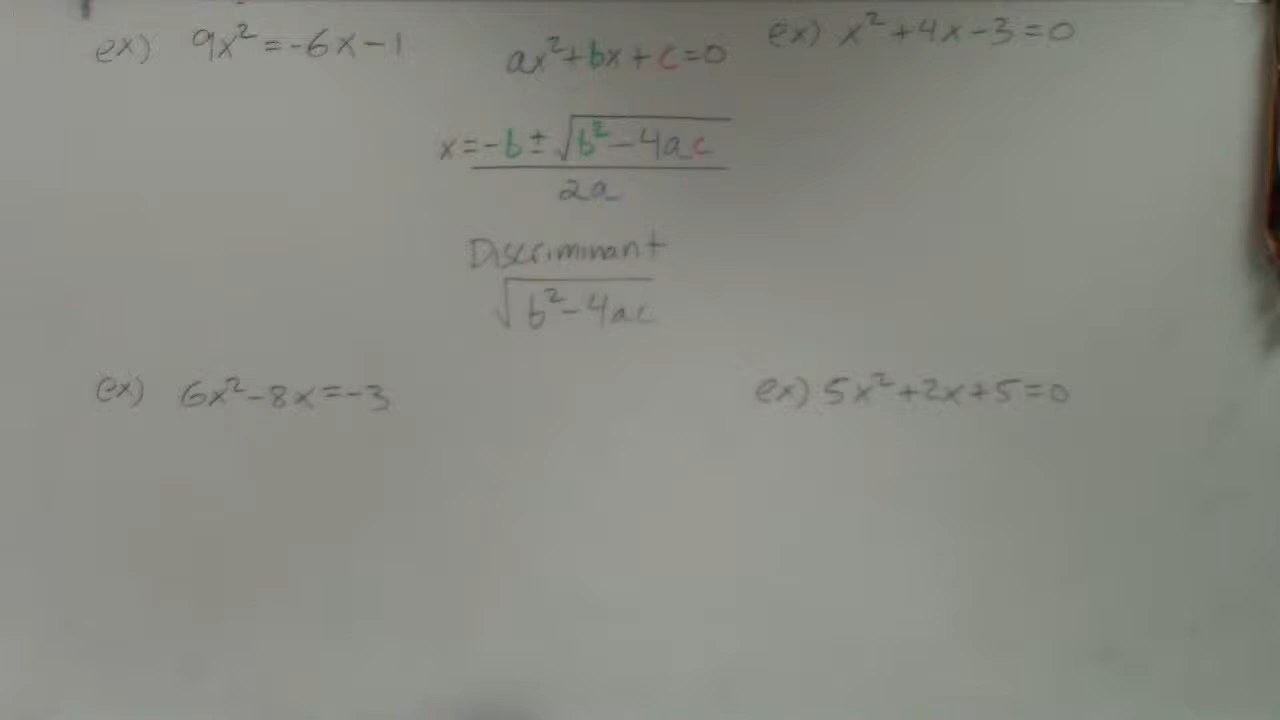 ex) 9x² = -6x - 1
ax² + bx + c = 0
ex) x² + 4x - 3 = 0
x = -b ± √b² - 4ac
2a
Discriminant
√b² - 4ac
ex) 6x² - 8x = -3
ex) 5x² + 2x + 5 = 0